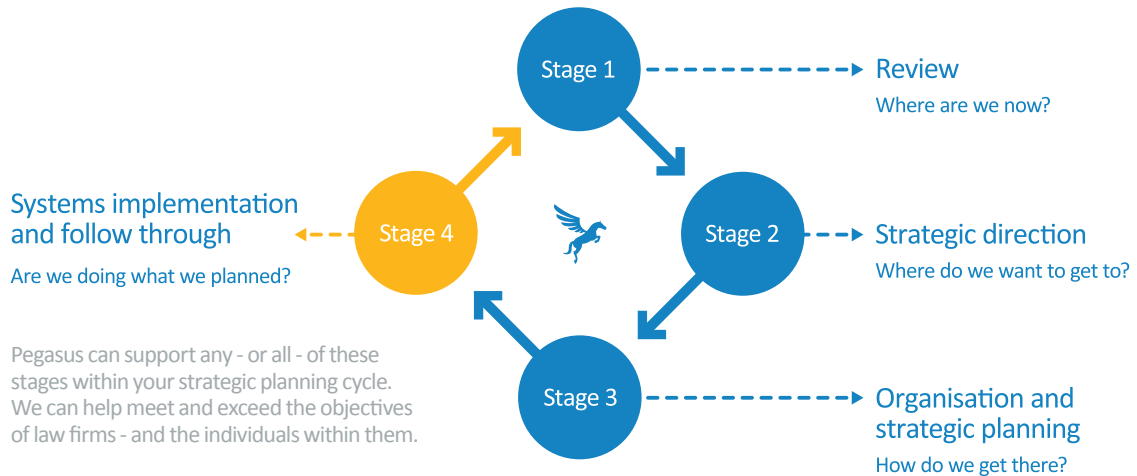 Stage 1
Review
Where are we now?
Stage 2
Strategic direction
Where do we want to get to?
Stage 3
Organisation and
strategic planning
How do we get there?
Stage 4
Systems implementation
and follow through
Are we doing what we planned?
Pegasus can support any - or all - of these
stages within your strategic planning cycle.
We can help meet and exceed the objectives
of law firms - and the individuals within them.